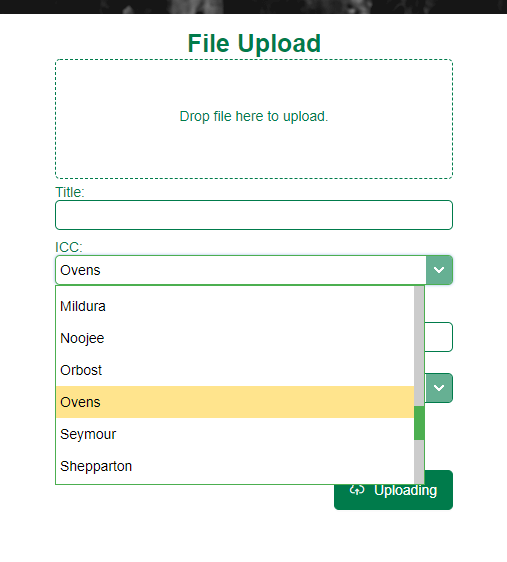 File Upload
Drop file here to upload.
Title:
ICC:
Ovens
Mildura
Noojee
Orbost
Ovens
Seymour
Shepparton
Uploading